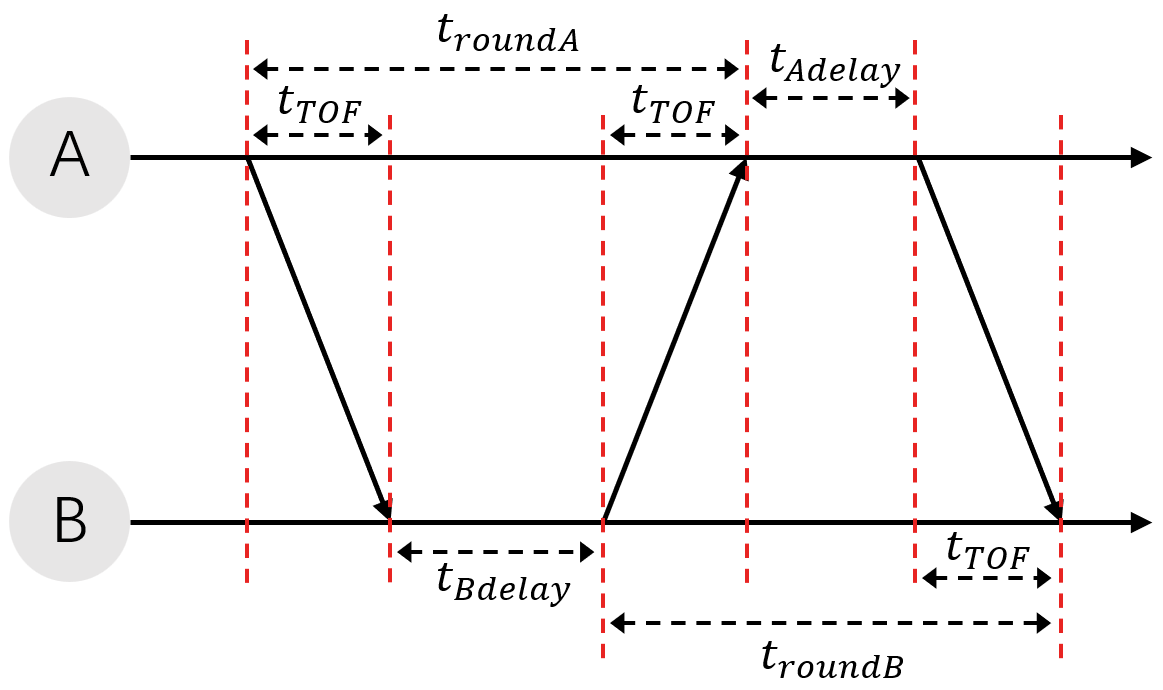 t_roundA
t_Adelay
t_TOF
t_TOF
A
B
t_TOF
t_Bdelay
t_roundB